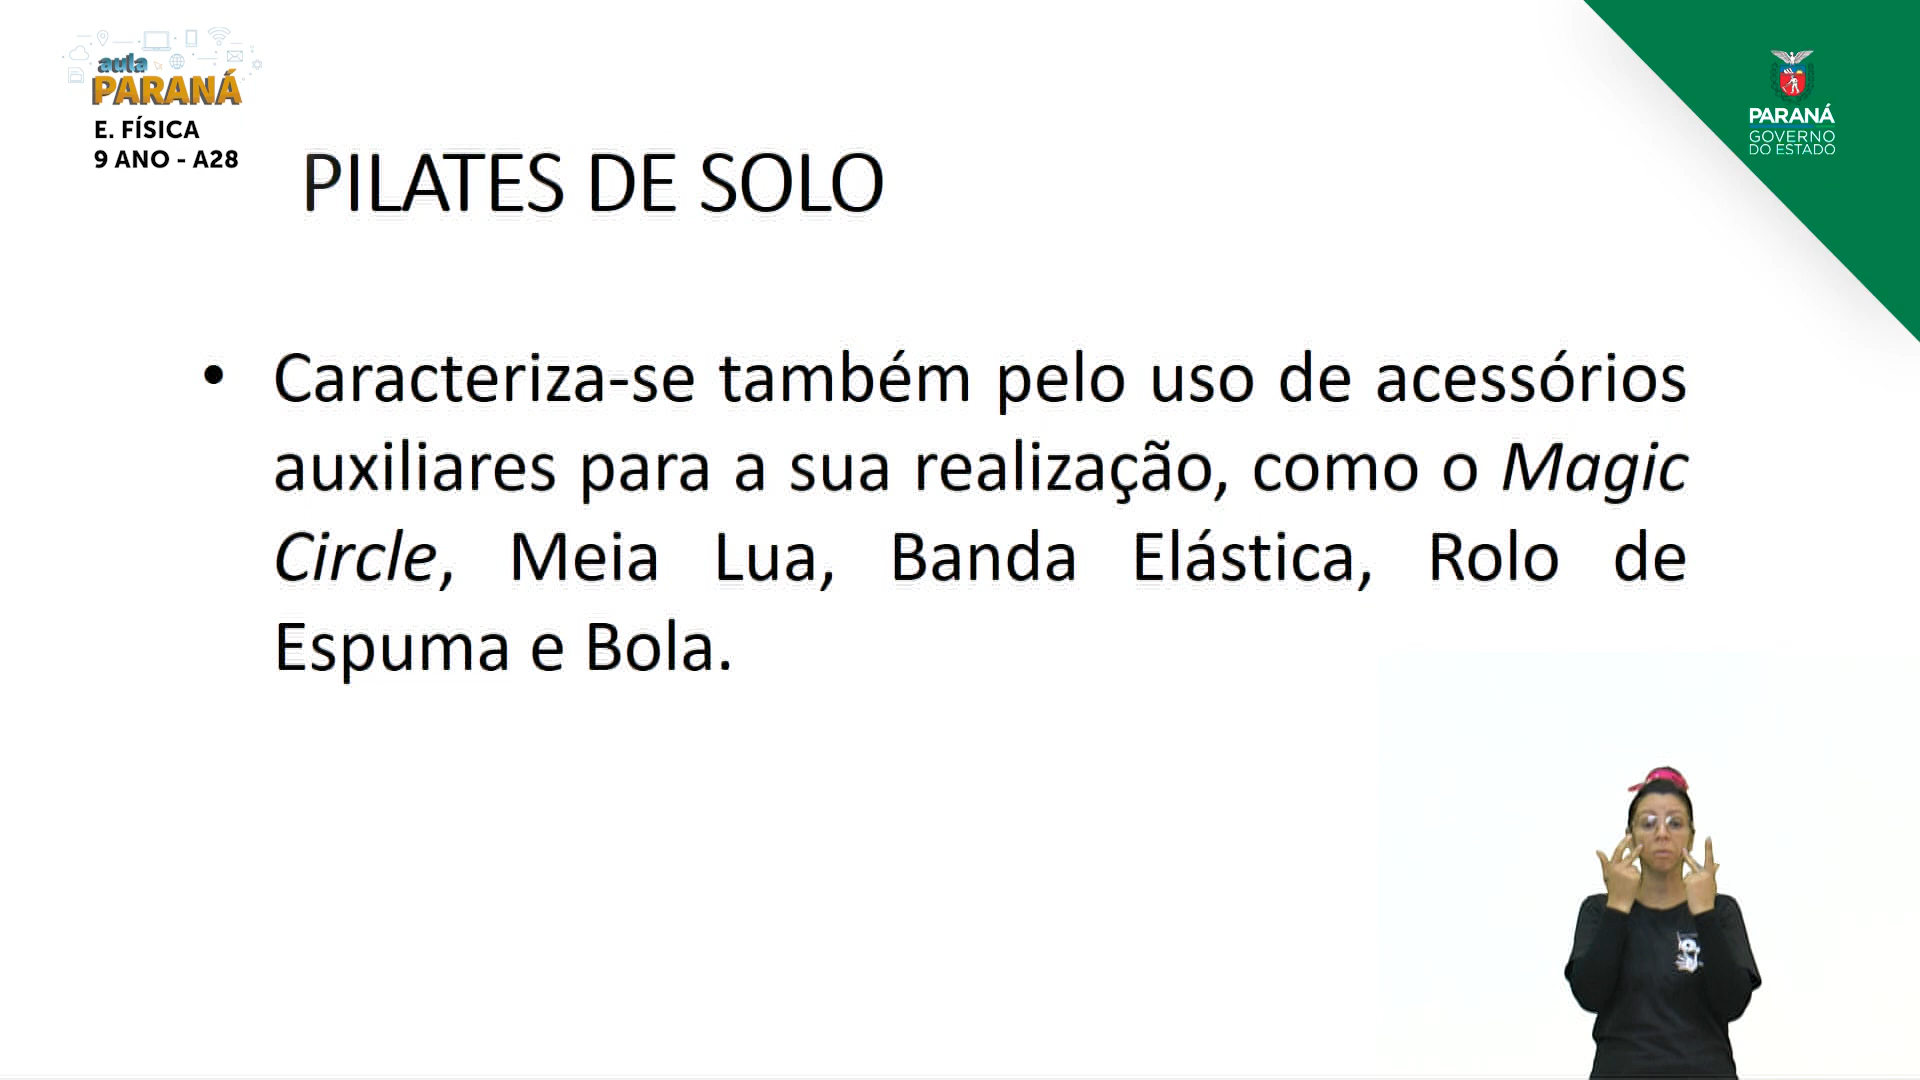 aula
PARANÁ
E. FÍSICA
9 ANO - A28
PARANÁ
GOVERNO
DO ESTADO
PILATES DE SOLO
• Caracteriza-se também pelo uso de acessórios
auxiliares para a sua realização, como o Magic
Circle, Meia Lua, Banda Elástica, Rolo de
Espuma e Bola.